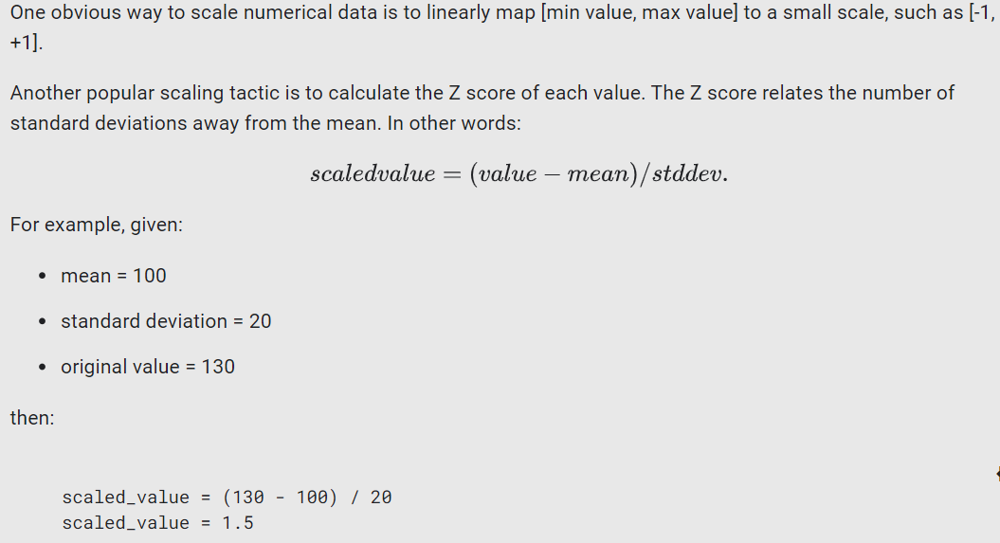 One obvious way to scale numerical data is to linearly map [min value, max value] to a small scale, such as [-1,
+1].
Another popular scaling tactic is to calculate the Z score of each value. The Z score relates the number of
standard deviations away from the mean. In other words:
scaledvalue = (value − mean)/stddev.
For example, given:
• mean = 100
• standard deviation = 20
• original value = 130
then:
scaled_value = (130 - 100) / 20
scaled_value = 1.5